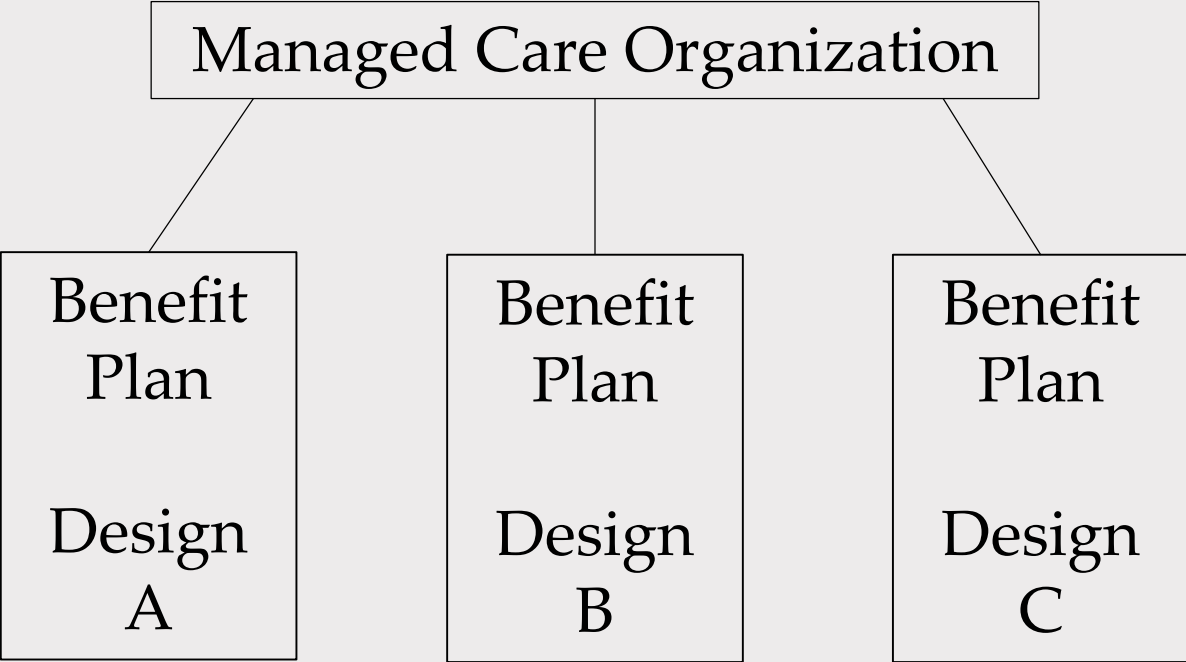 Managed Care Organization
Benefit
Plan
Design
A
Benefit
Plan
Design
B
Benefit
Plan
Design
C